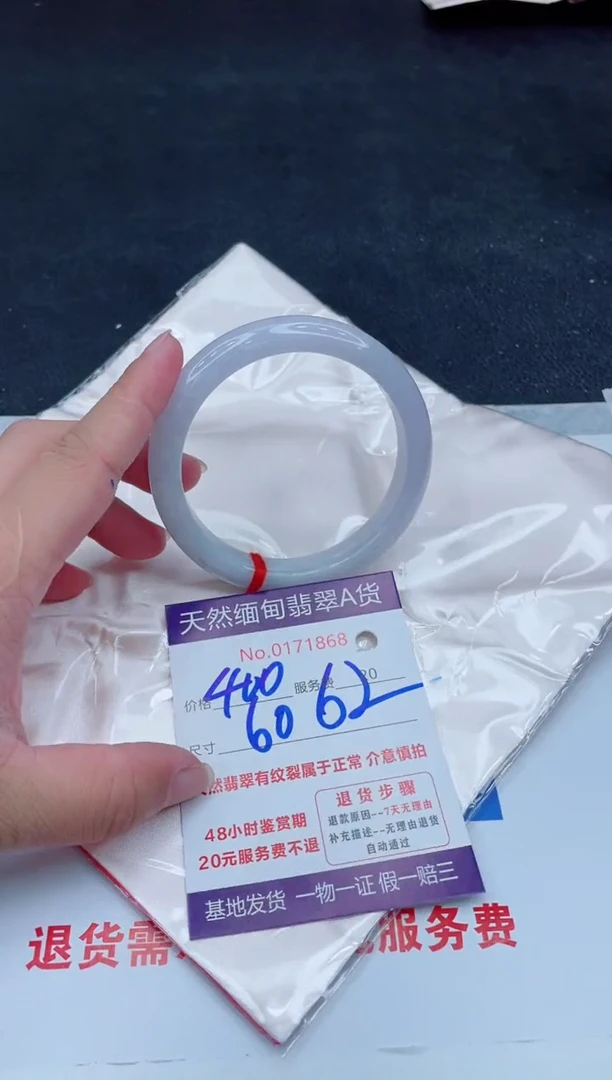 天然缅甸翡翠A货
No.0171868
价格 400 服务费 20
60 62
尺寸
然翡翠有纹裂属于正常 介意慎拍
48小时鉴赏期
20元服务费不退
退货步骤
退款原因--7天无理由
补充描述--无理由退货
自动通过
基地发货 一物一证 假一赔三
退货需 服务费